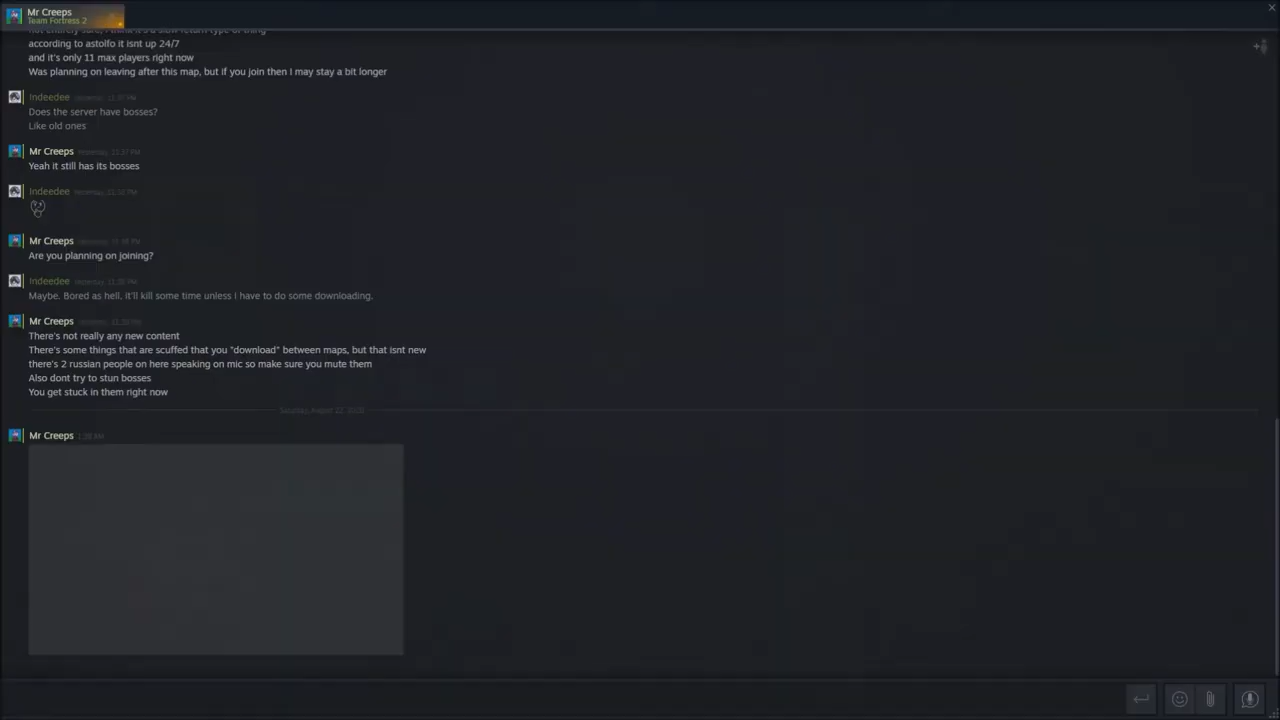 Mr Creeps
Team Fortress 2
according to astolfo it isnt up 24/7
and it's only 11 max players right now
Was planning on leaving after this map, but if you join then I may stay a bit longer
Indeedee
Does the server have bosses?
Like old ones
Mr Creeps
Yeah it still has its bosses
Indeedee
Mr Creeps
Are you planning on joining?
Indeedee
Maybe. Bored as hell, it'll kill some time unless I have to do some downloading.
Mr Creeps
There's not really any new content
There's some things that are scuffed that you "download" between maps, but that isnt new
there's 2 russian people on here speaking on mic so make sure you mute them
Also dont try to stun bosses
You get stuck in them right now
Saturday, August 22,
Mr Creeps